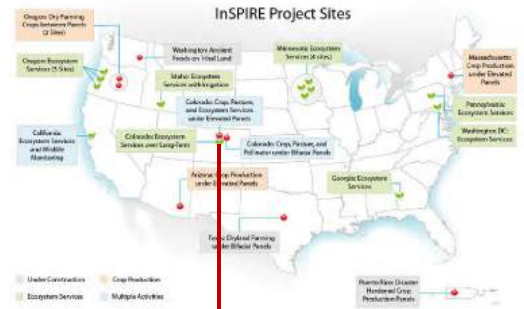 InSPIRE Project Sites
Oregon: Dry Farming
Crops between Panels
(2 Sites)
Washington: Ancient
Foods on Tribal Land
Minnesota: Ecosystem
Services (4 sites)
Massachusetts:
Crop Production
under Elevated
Panels
Oregon: Ecosystem
Services (5 Sites)
Idaho: Ecosystem
Services with Irrigation
Colorado: Crop, Pasture,
and Ecosystem Services
under Elevated Panels
Pennsylvania:
Ecosystem Services
California:
Ecosystem Services
and Wildlife
Monitoring
Colorado: Ecosystem
Services over Long-Term
Colorado: Crop, Pasture, and
Pollinator under Bifacial Panels
Washington DC:
Ecosystem Services
Arizona: Crop Production
under Elevated Panels
Georgia: Ecosystem
Services
Texas: Dryland Farming
under Bifacial Panels
Under Construction
Crop Production
Ecosystem Services
Multiple Activities
Puerto Rico: Disaster
Hardened Crop
Production Panels